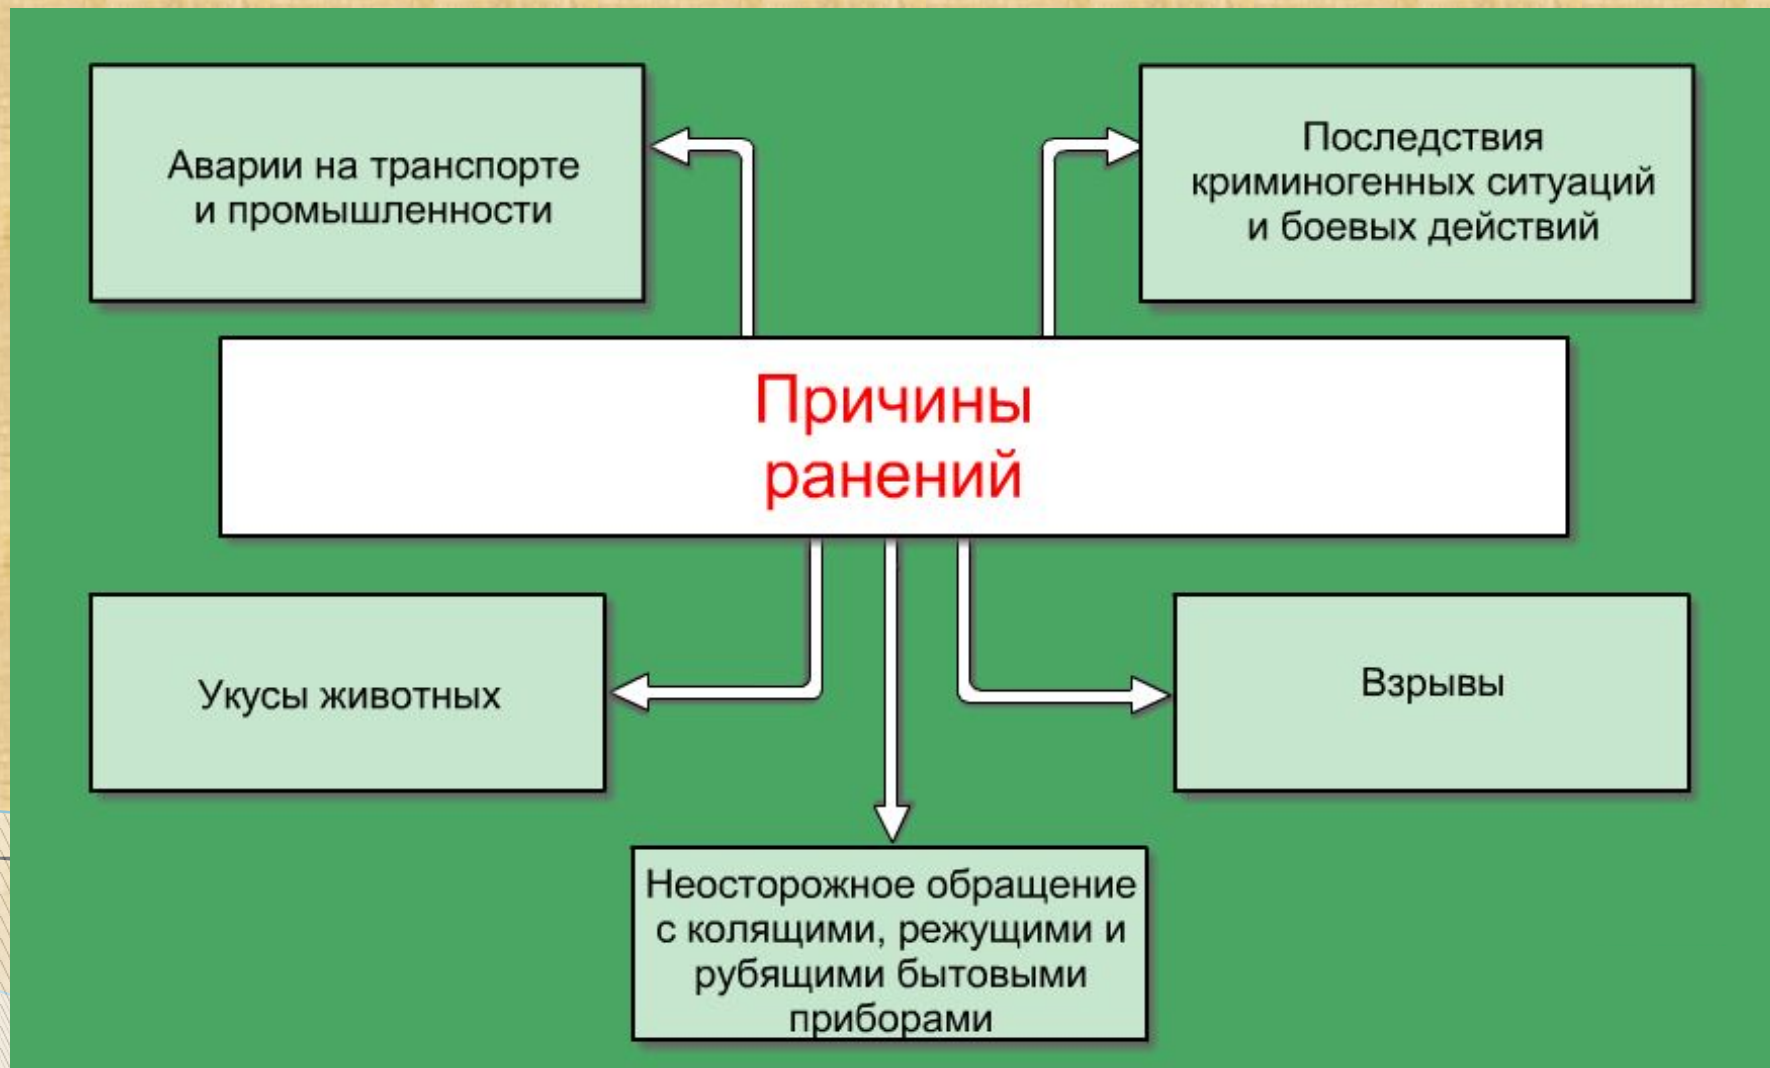 Аварии на транспорте
и промышленности
Последствия
криминогенных ситуаций
и боевых действий
Причины
ранений
Укусы животных
Взрывы
Неосторожное обращение
с колящими, режущими и
рубящими бытовыми
приборами